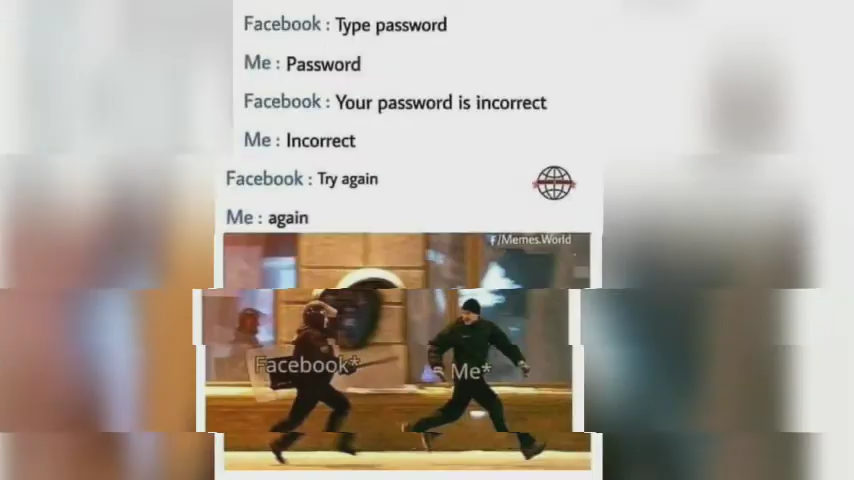 Facebook : Type password
Me : Password
Facebook : Your password is incorrect
Me : Incorrect
Facebook : Try again
Me : again
f/Memes.World
Facebook*
Me*